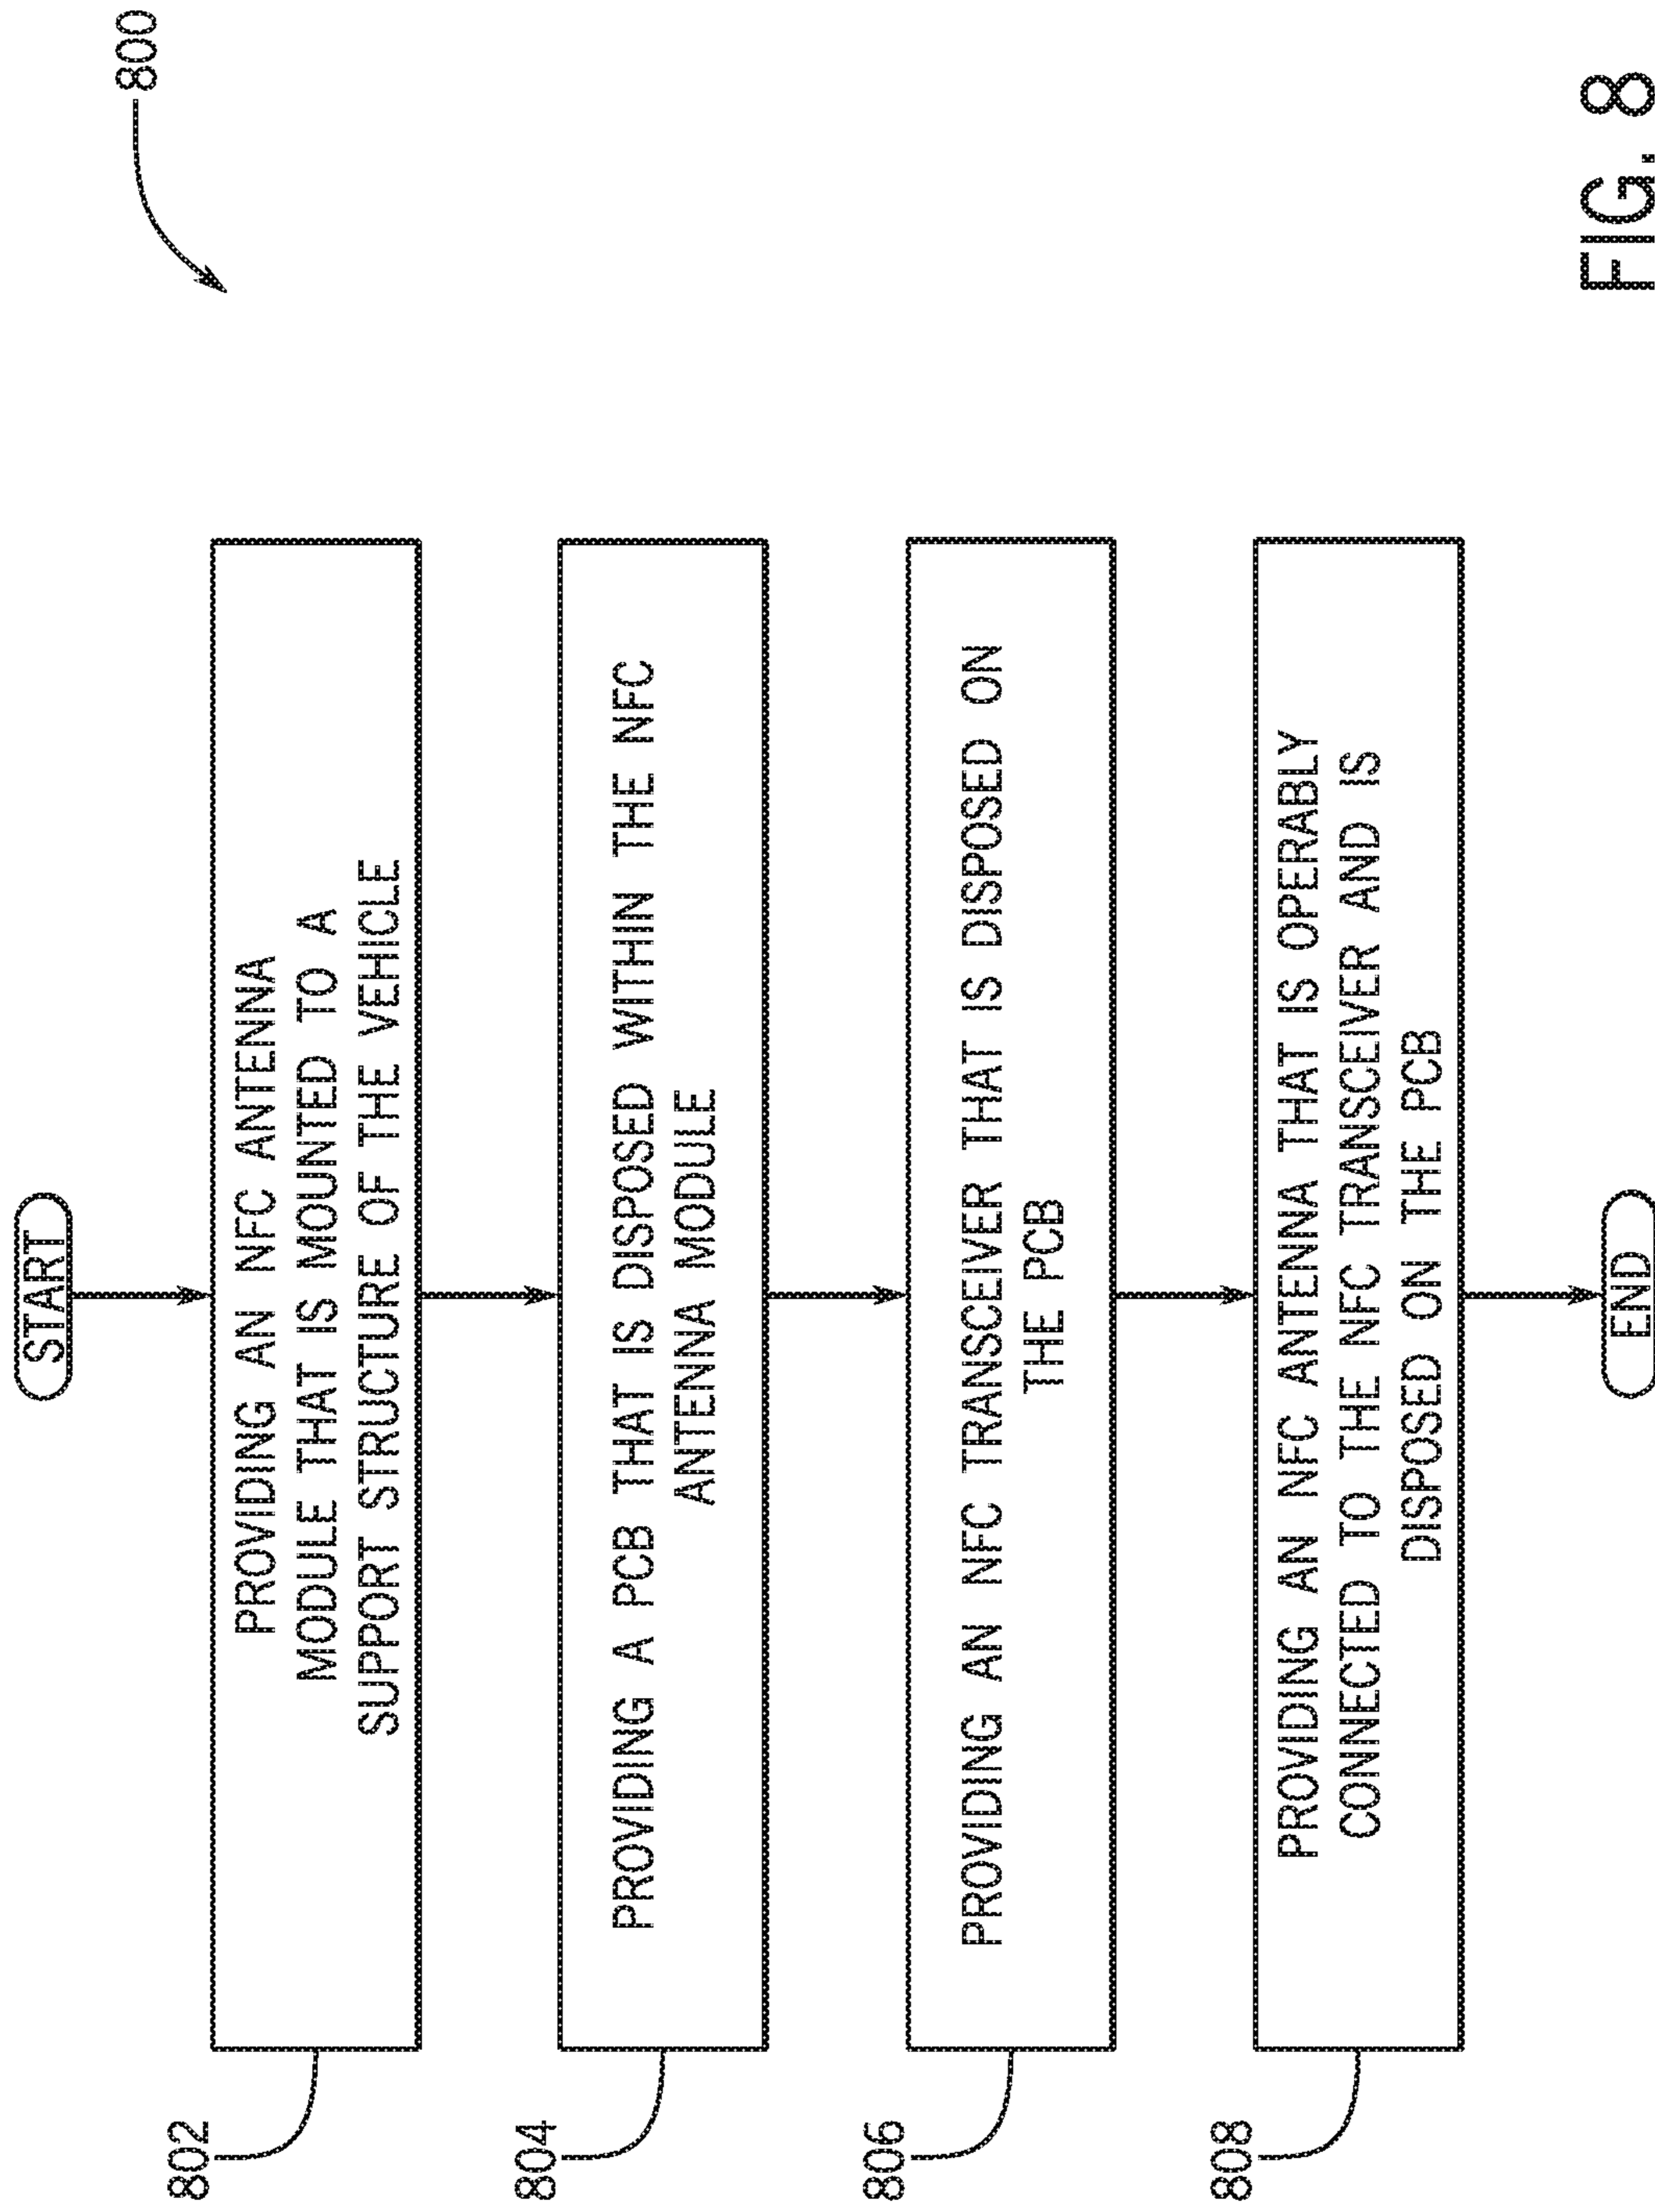 800
START
802
PROVIDING AN NFC ANTENNA
MODULE THAT IS MOUNTED TO A
SUPPORT STRUCTURE OF THE VEHICLE
804
PROVIDING A PCB THAT IS DISPOSED WITHIN THE NFC
ANTENNA MODULE
806
PROVIDING AN NFC TRANSCEIVER THAT IS DISPOSED ON
THE PCB
808
PROVIDING AN NFC ANTENNA THAT IS OPERABLY
CONNECTED TO THE NFC TRANSCEIVER AND IS
DISPOSED ON THE PCB
END
FIG. 8